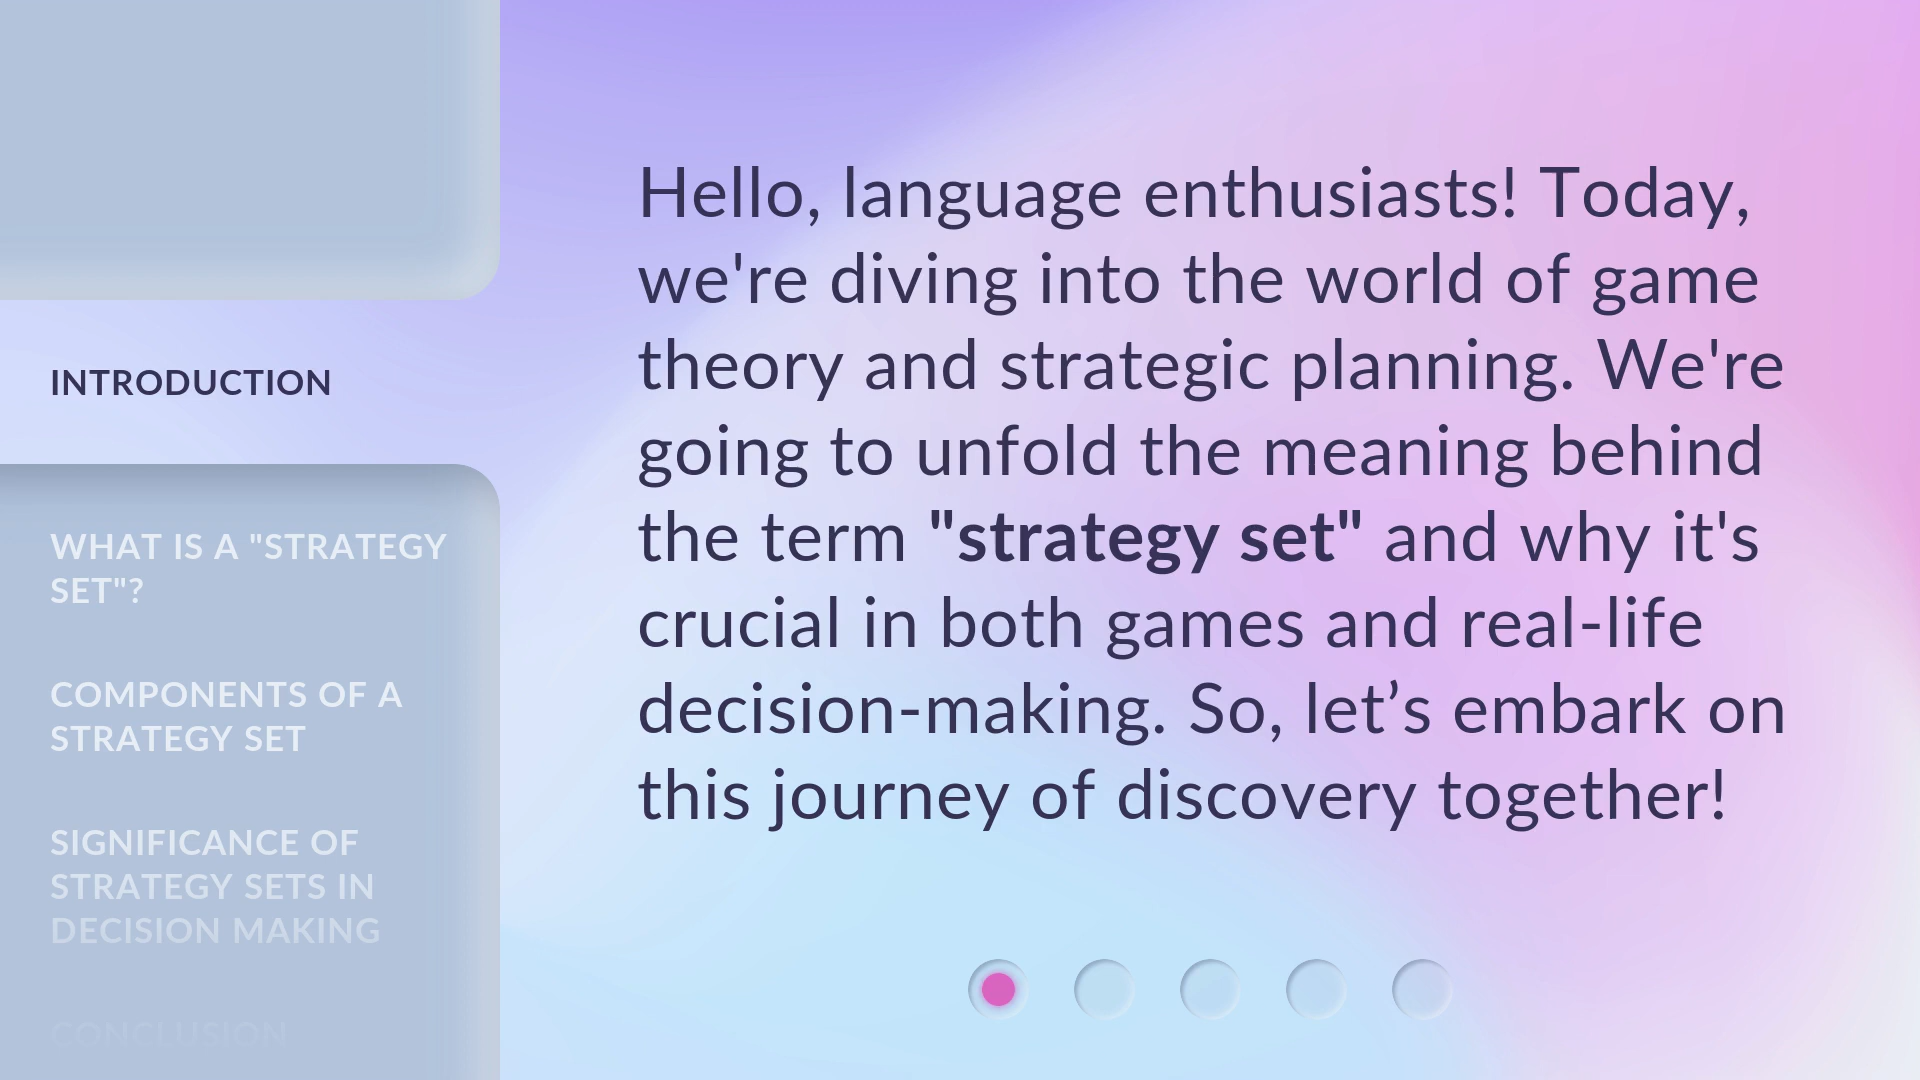 INTRODUCTION
WHAT IS A "STRATEGY
SET"?
COMPONENTS OF A
STRATEGY SET
SIGNIFICANCE OF
STRATEGY SETS IN
DECISION MAKING
CONCLUSION
Hello, language enthusiasts! Today,
we're diving into the world of game
theory and strategic planning. We're
going to unfold the meaning behind
the term "strategy set" and why it's
crucial in both games and real-life
decision-making. So, let’s embark on
this journey of discovery together!